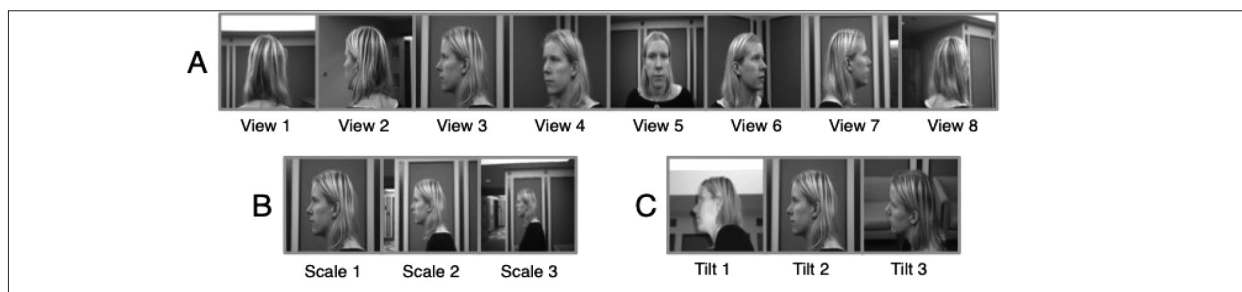 A
View 1 View 2 View 3 View 4 View 5 View 6 View 7 View 8
B
Scale 1 Scale 2 Scale 3
C
Tilt 1 Tilt 2 Tilt 3